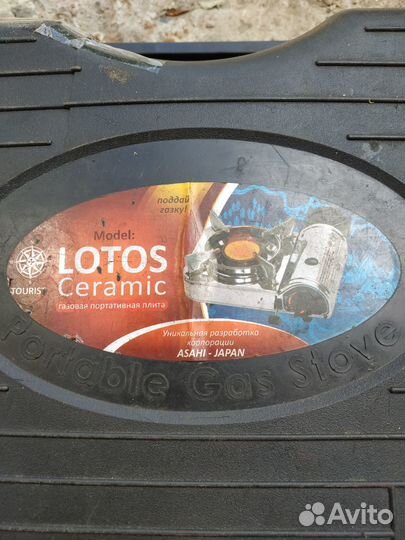 поддай
газку!
Model:
LOTOS
Ceramic
TOURIST
газовая портативная плита
Уникальная разработка
корпорации
ASAHI - JAPAN
Portable Gas Stove
Avito